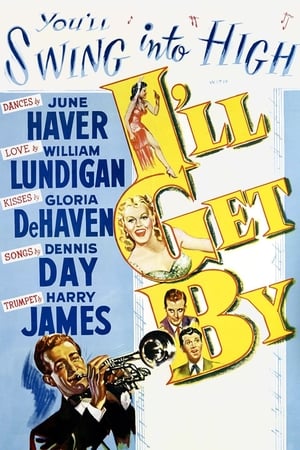 YOU'LL
SWING into HIGH
WITH
DANCES by JUNE
HAVER
LOVE by WILLIAM
LUNDIGAN
KISSES by GLORIA
DeHAVEN
SONGS by DENNIS
DAY
TRUMPET by HARRY
JAMES
I'LL
GET
BY